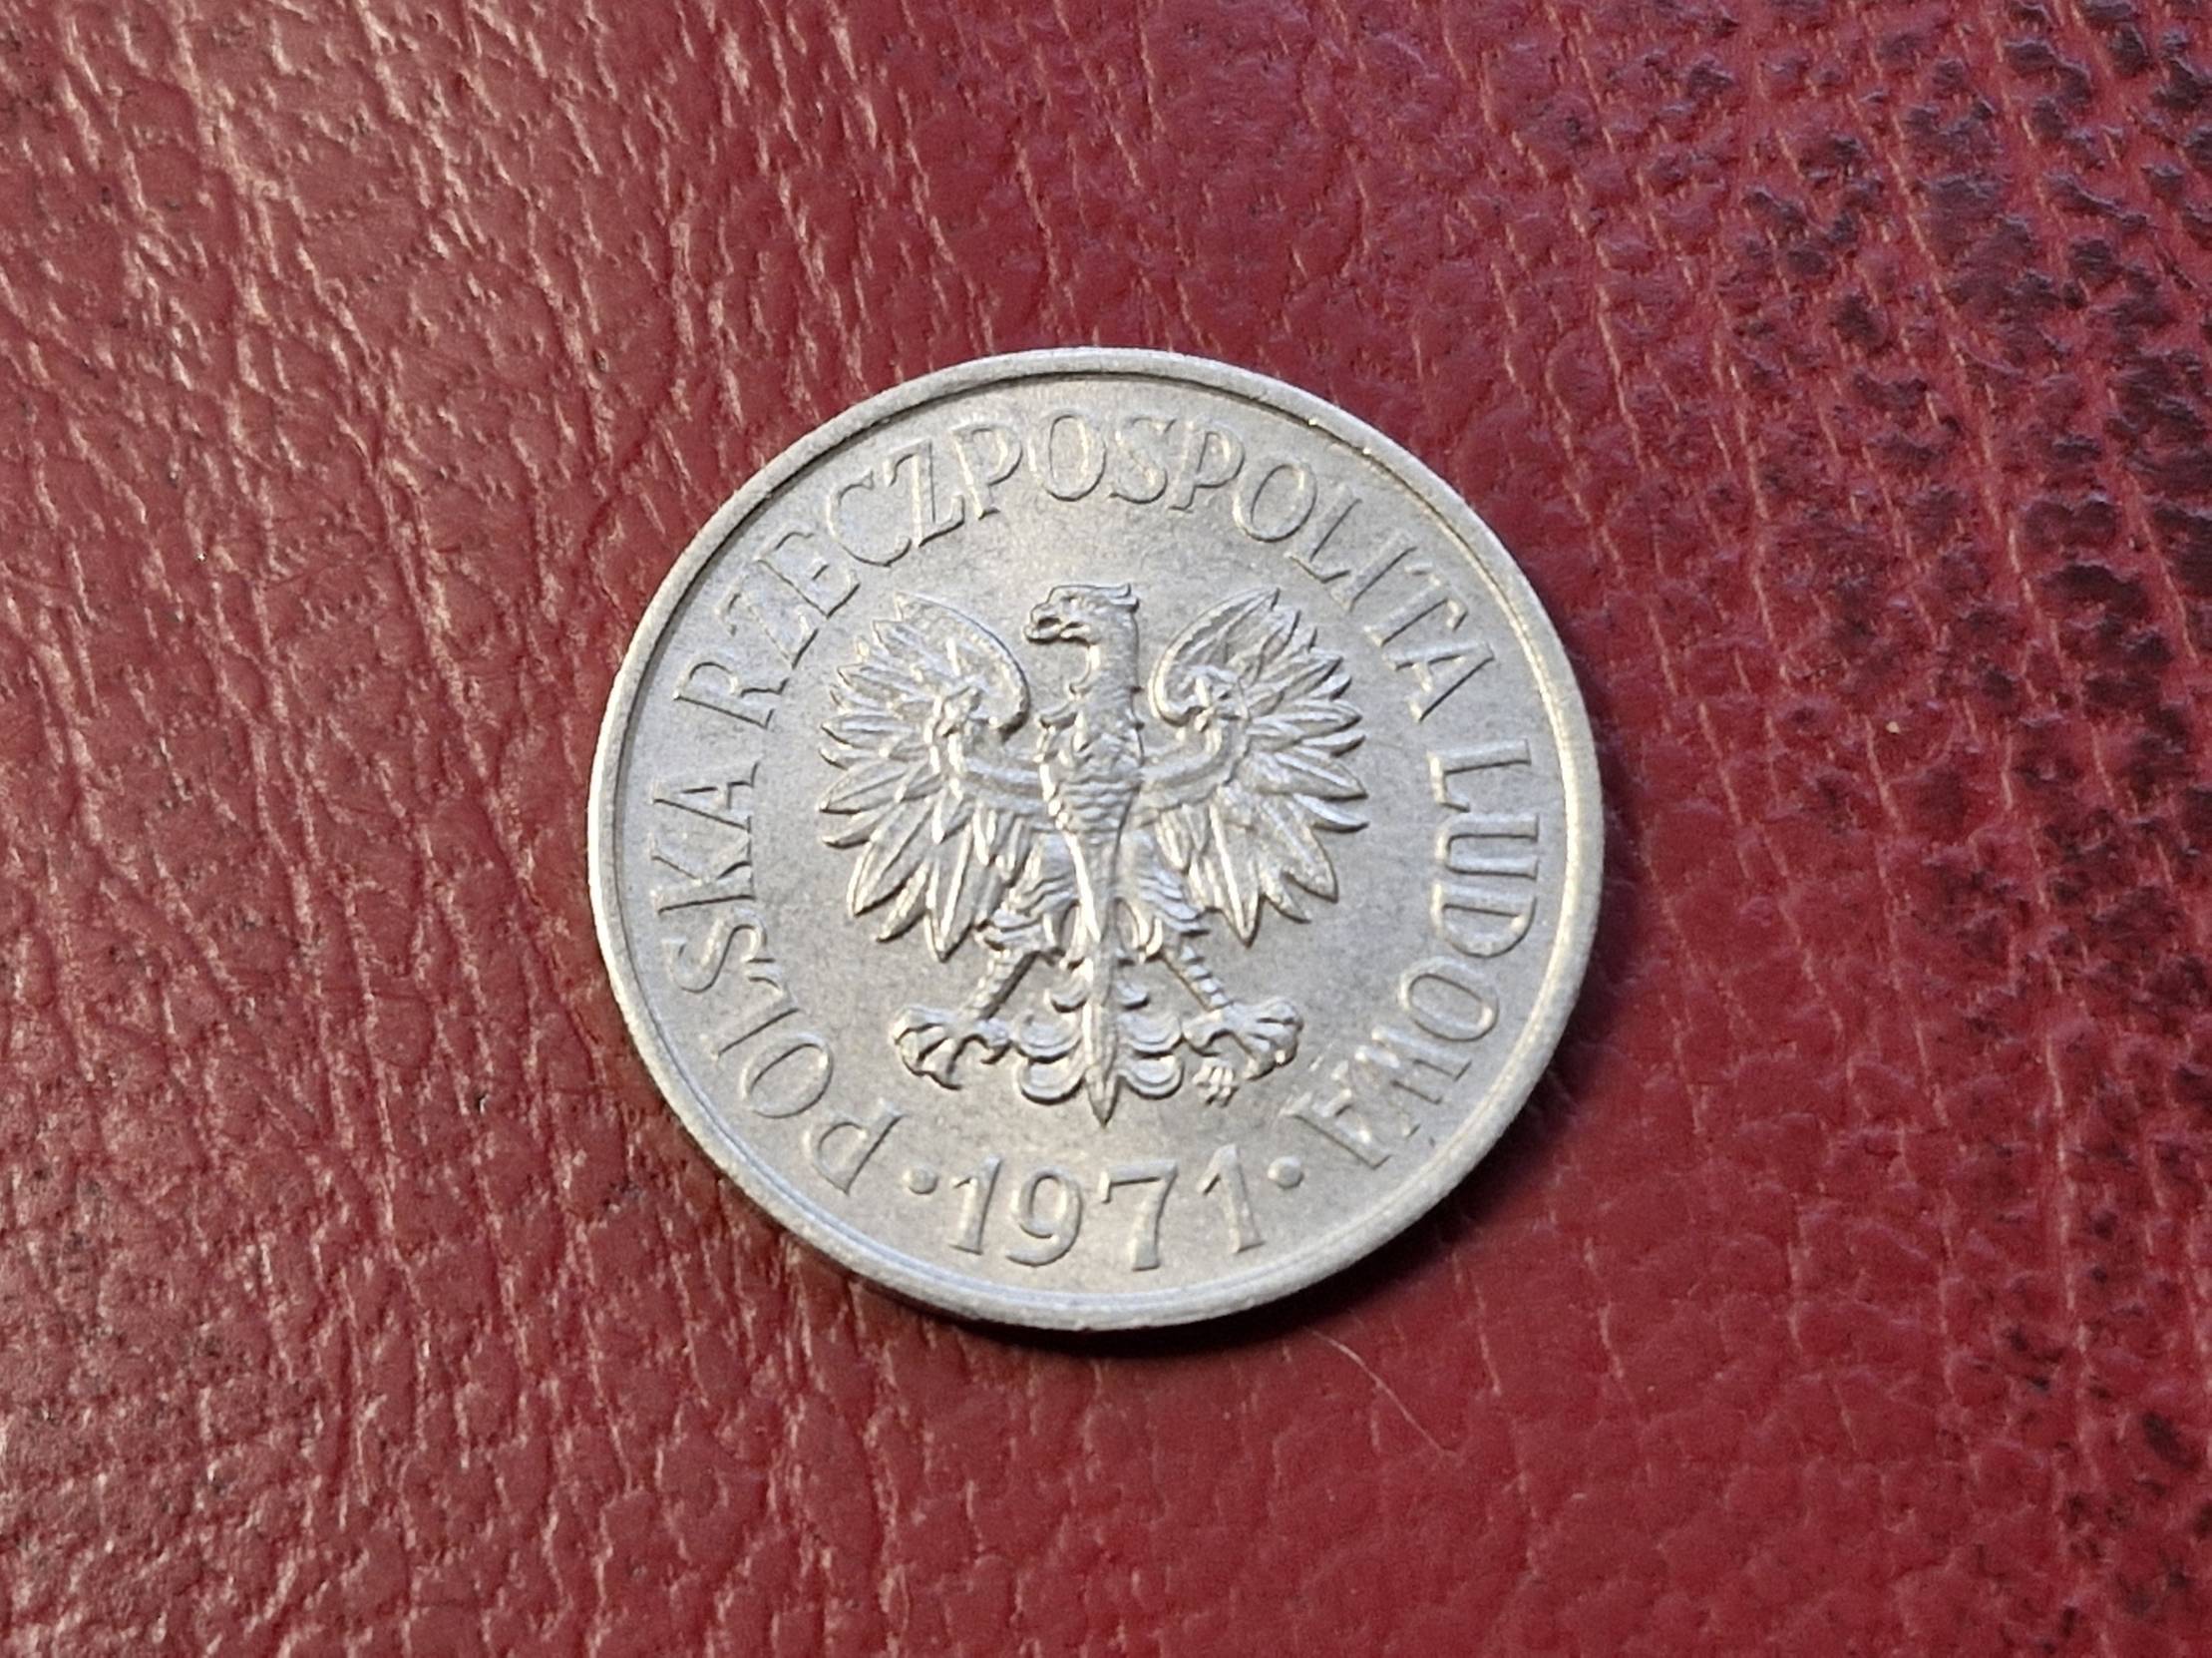 POLSKA RZECZPOSPOLITA LUDOWA
·1971·